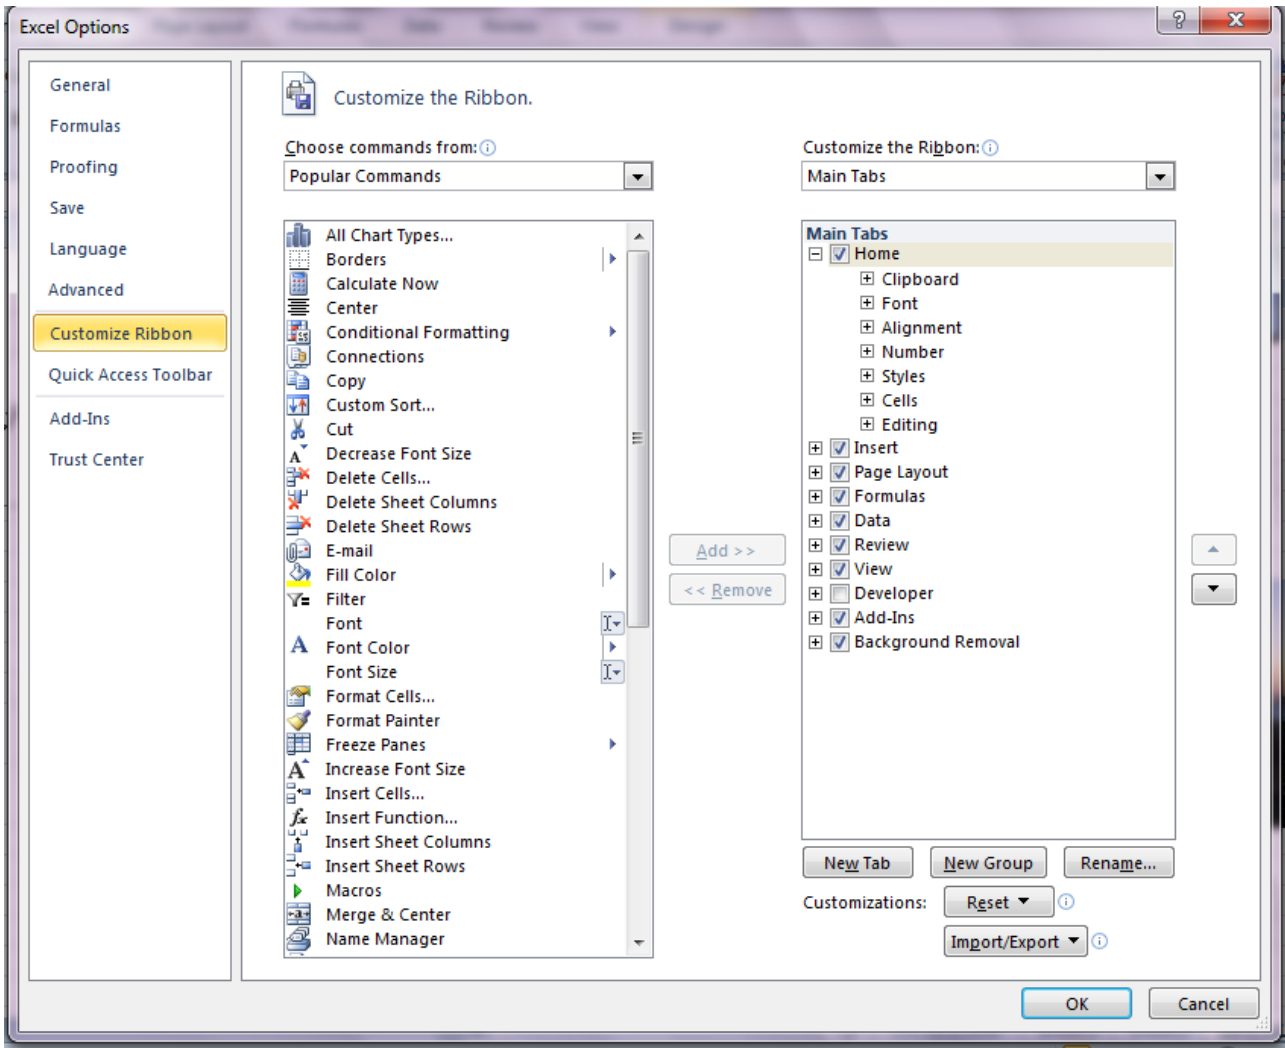 Excel Options
General
Formulas
Proofing
Save
Language
Advanced
Customize Ribbon
Quick Access Toolbar
Add-Ins
Trust Center
Customize the Ribbon.
Choose commands from:
Popular Commands
All Chart Types...
Borders
Calculate Now
Center
Conditional Formatting
Connections
Copy
Custom Sort...
Cut
Decrease Font Size
Delete Cells...
Delete Sheet Columns
Delete Sheet Rows
E-mail
Fill Color
Filter
Font
Font Color
Font Size
Format Cells...
Format Painter
Freeze Panes
Increase Font Size
Insert Cells...
Insert Function...
Insert Sheet Columns
Insert Sheet Rows
Macros
Merge & Center
Name Manager
Add >>
<< Remove
Customize the Ribbon:
Main Tabs
Main Tabs
Home
Clipboard
Font
Alignment
Number
Styles
Cells
Editing
Insert
Page Layout
Formulas
Data
Review
View
Developer
Add-Ins
Background Removal
New Tab New Group Rename...
Customizations: Reset
Import/Export
OK Cancel